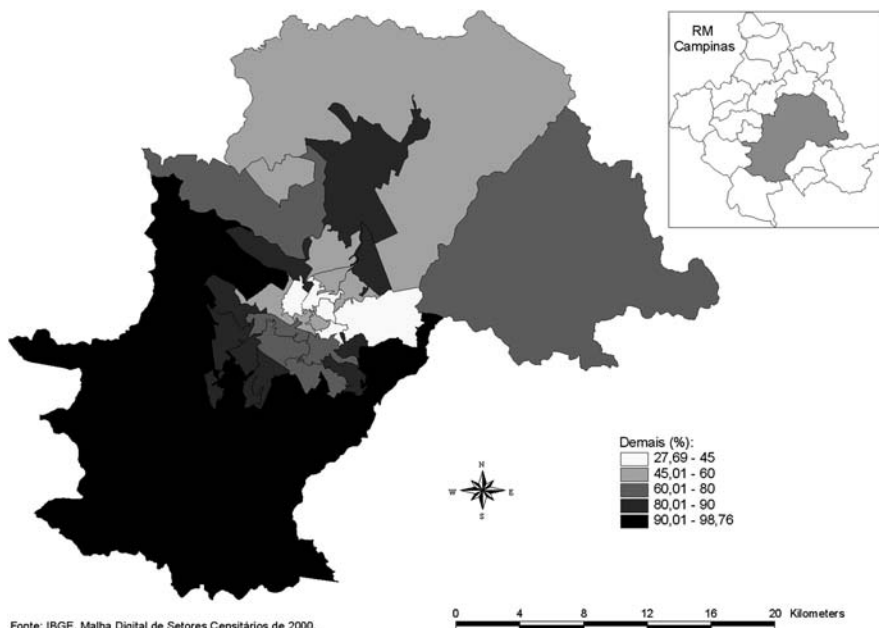 RM
Campinas
N
W E
S
Demais (%):
27,69 - 45
45,01 - 60
60,01 - 80
80,01 - 90
90,01 - 98,76
0 4 8 12 16 20 Kilometers
Fonte: IBGE, Malha Digital de Setores Censitários de 2000.